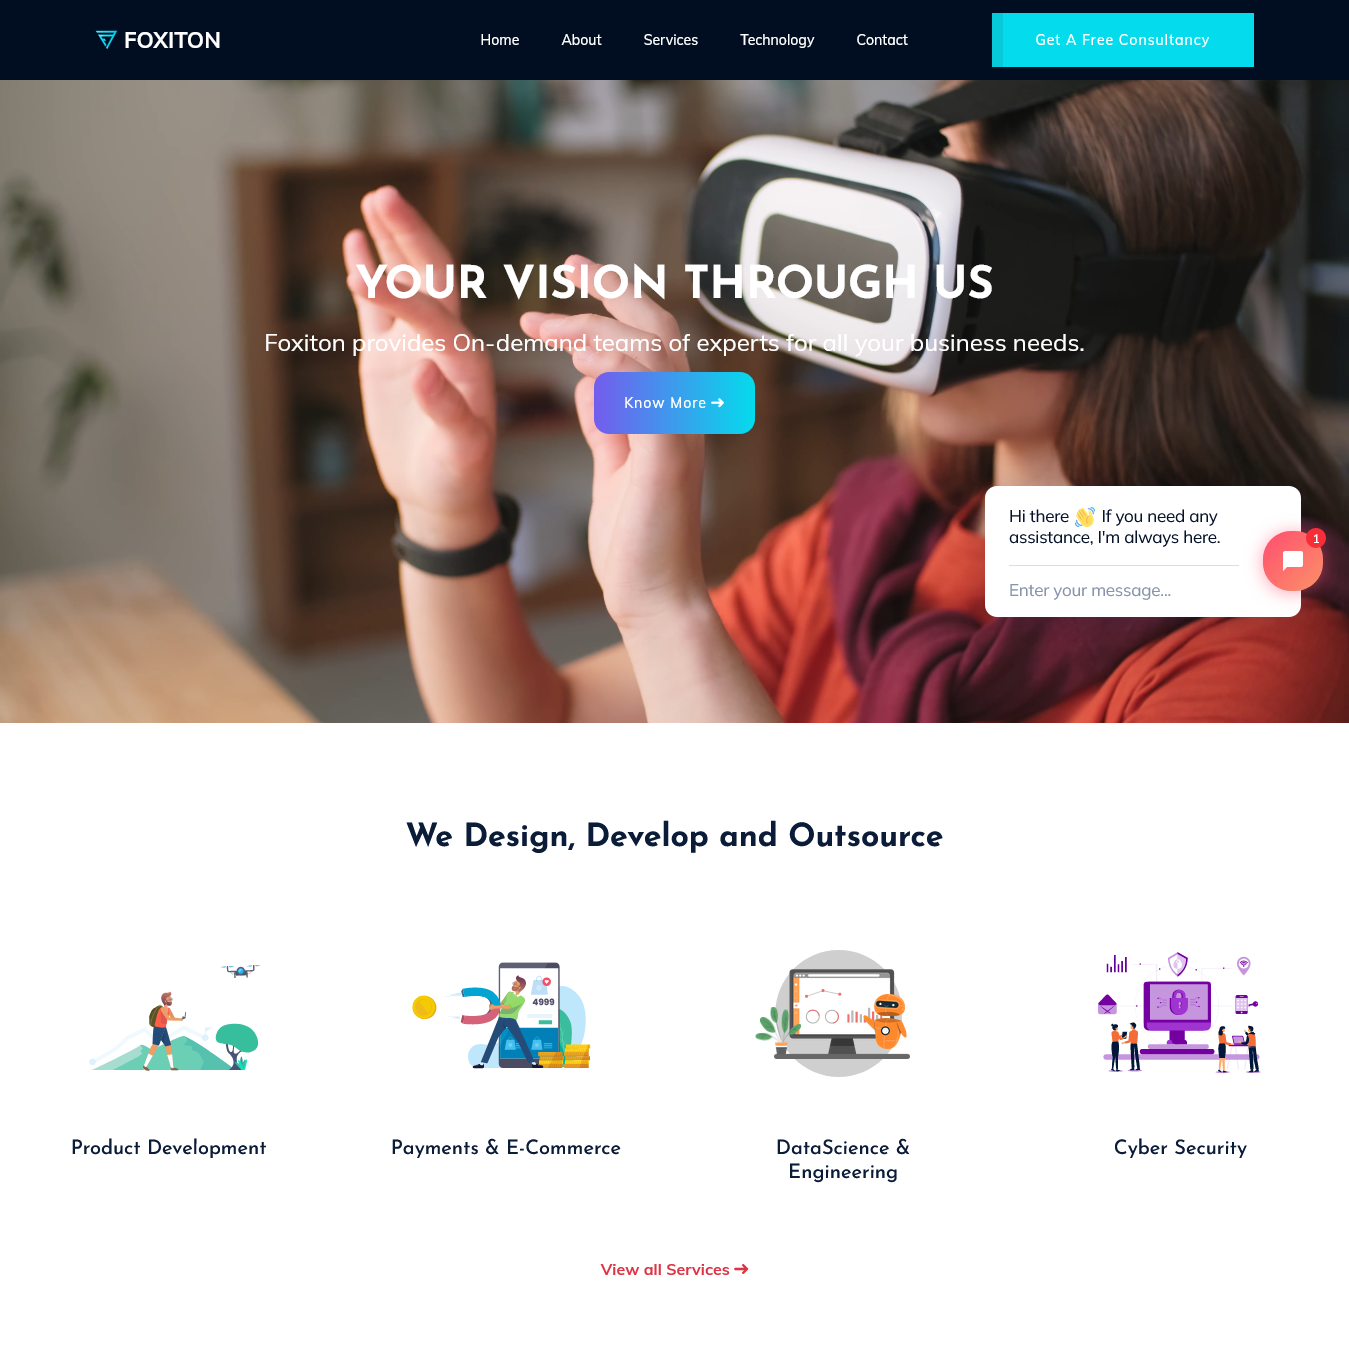 FOXITON
Home
About
Services
Technology
Contact
Get A Free Consultancy
YOUR VISION THROUGH US
Foxiton provides On-demand teams of experts for all your business needs.
Know More
Hi there 👋 If you need any
assistance, I'm always here.
1
Enter your message...
We Design, Develop and Outsource
4999
Product Development
Payments & E-Commerce
DataScience &
Engineering
Cyber Security
View all Services